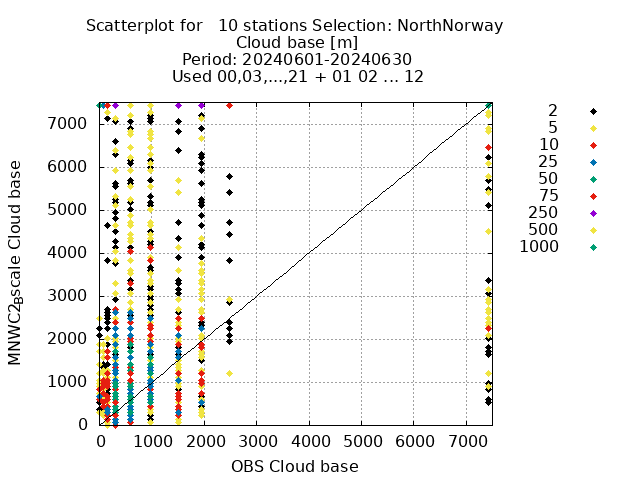 Scatterplot for   10 stations Selection: NorthNorway
Cloud base [m]
Period: 20240601-20240630
Used 00,03,...,21 + 01 02 ... 12
MNWC2Bscale Cloud base
7000
6000
5000
4000
3000
2000
1000
0
0 1000 2000 3000 4000 5000 6000 7000
OBS Cloud base
2
5
10
25
50
75
250
500
1000